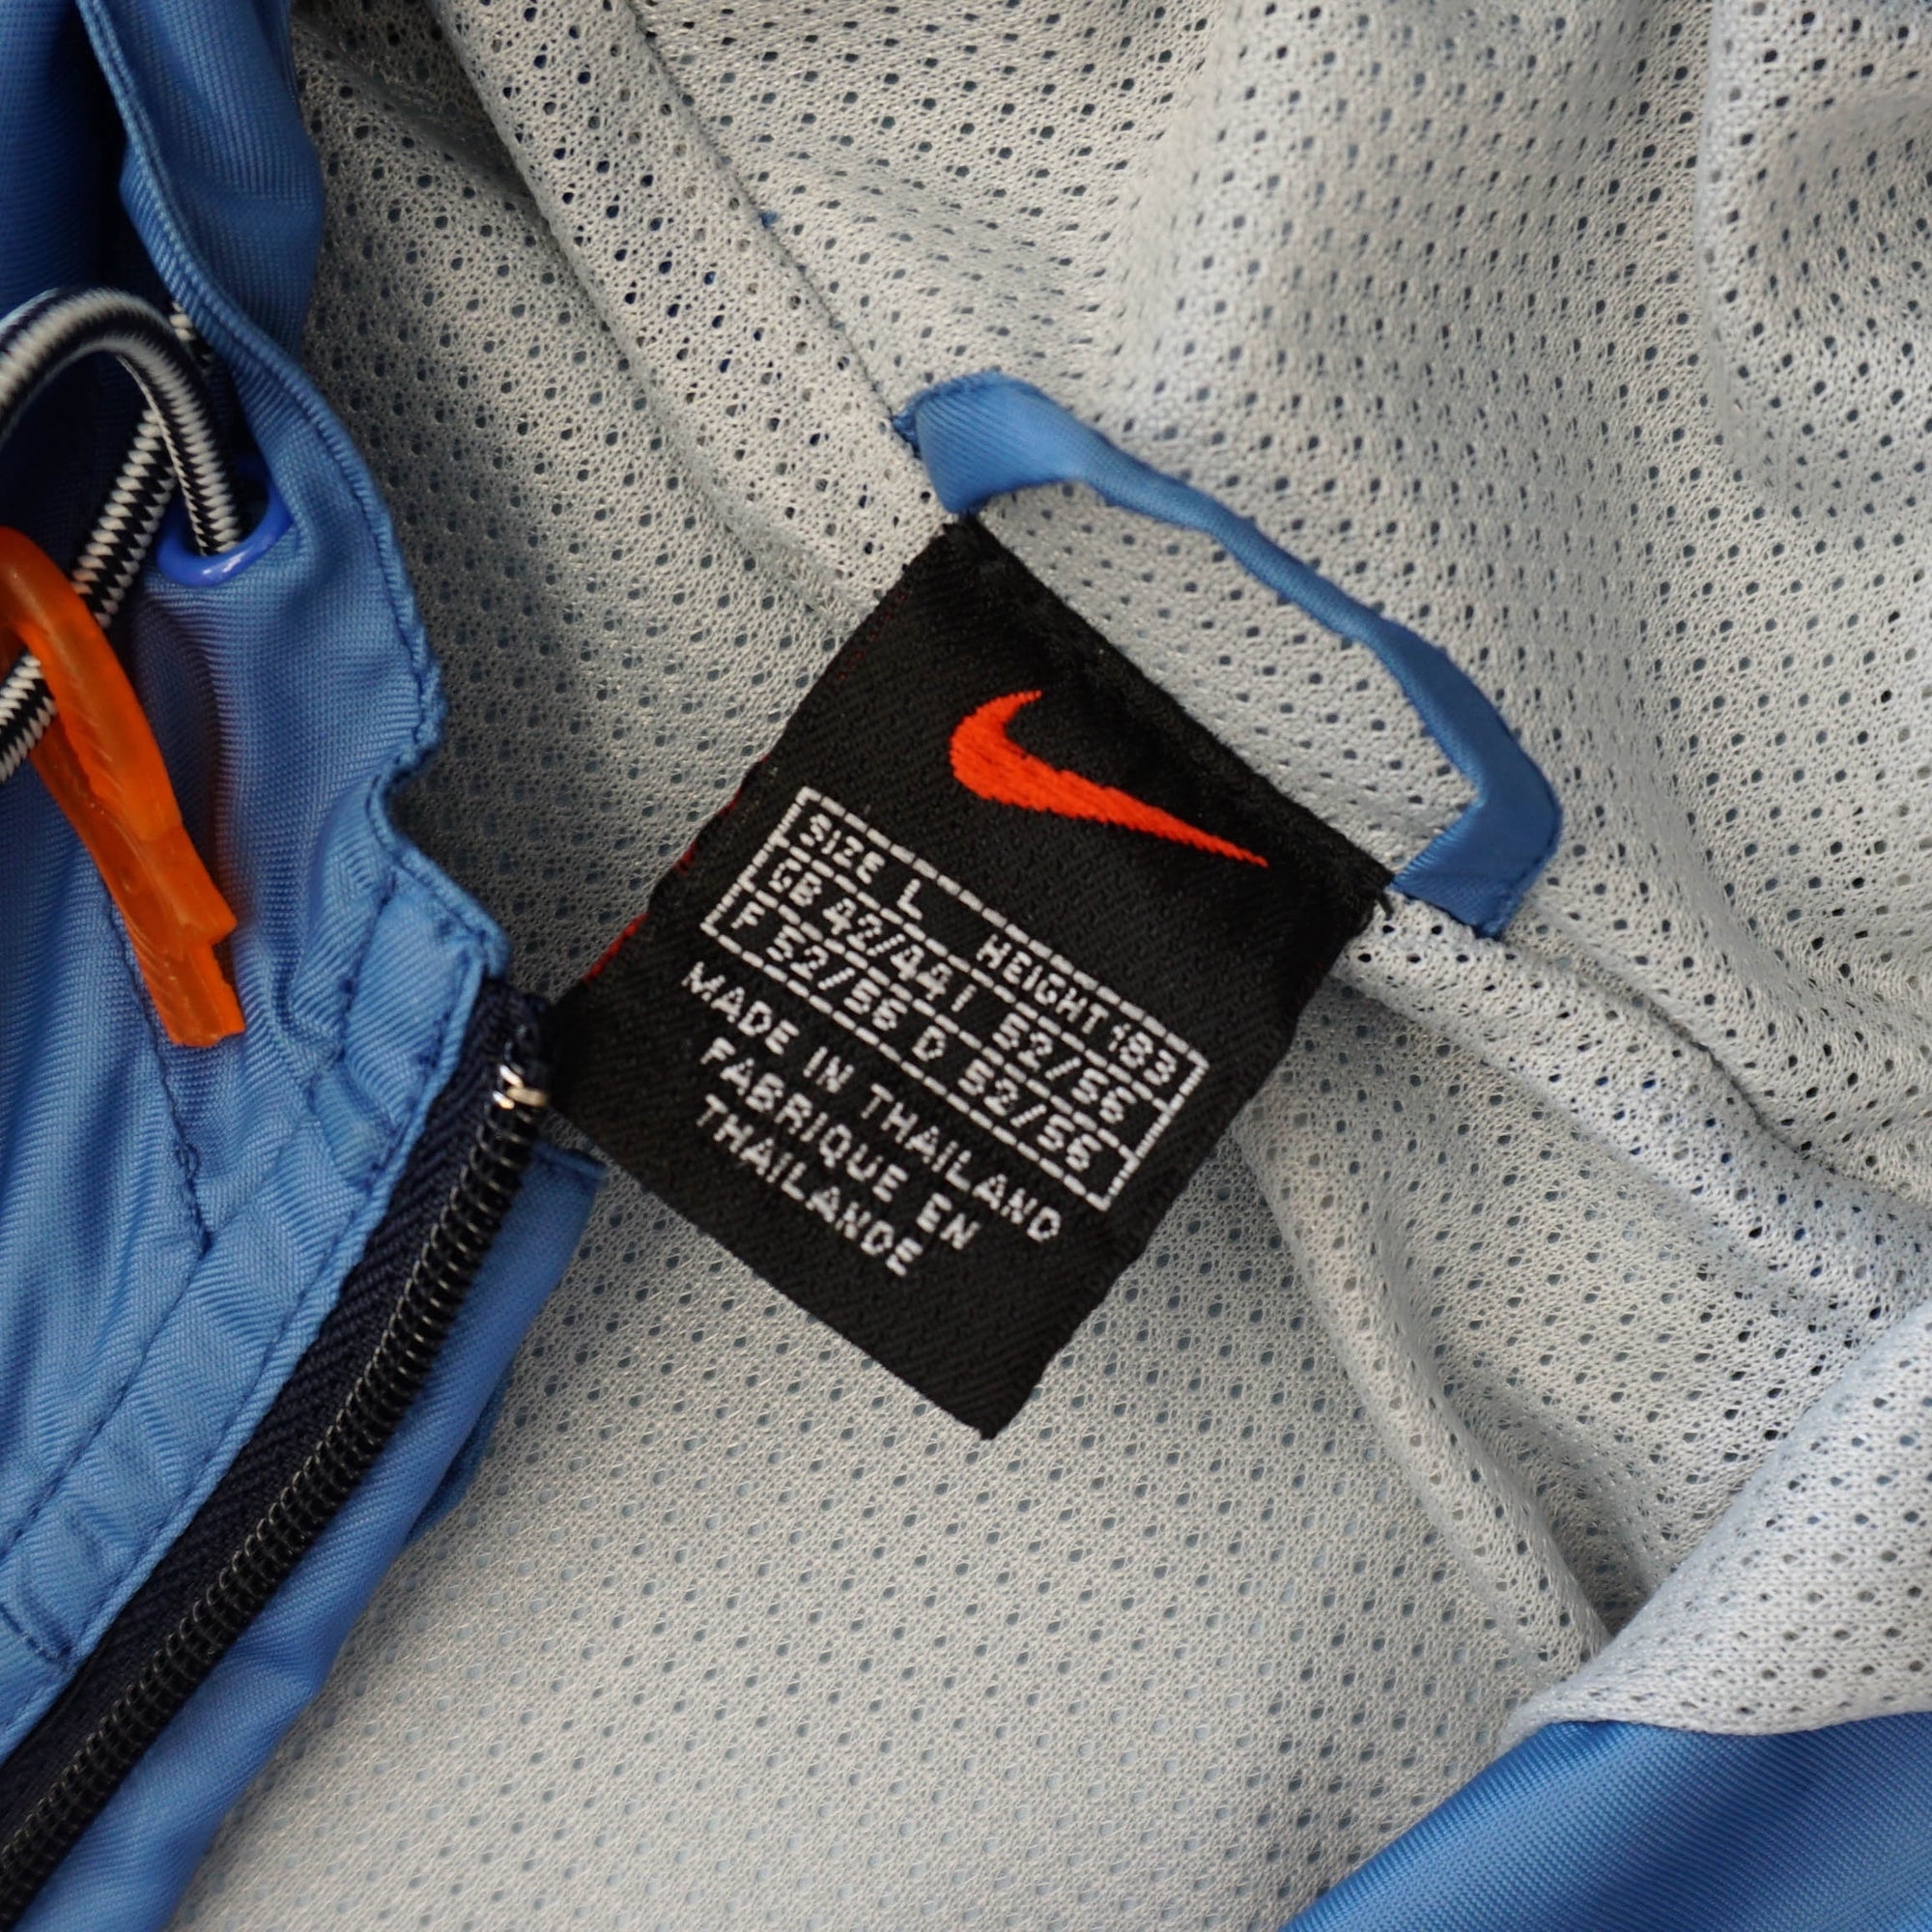 SIZE L HEIGHT 183
GB 42/44 I 52/56
F 52/56 D 52/56
MADE IN THAILAND
FABRIQUE EN
THAILANDE